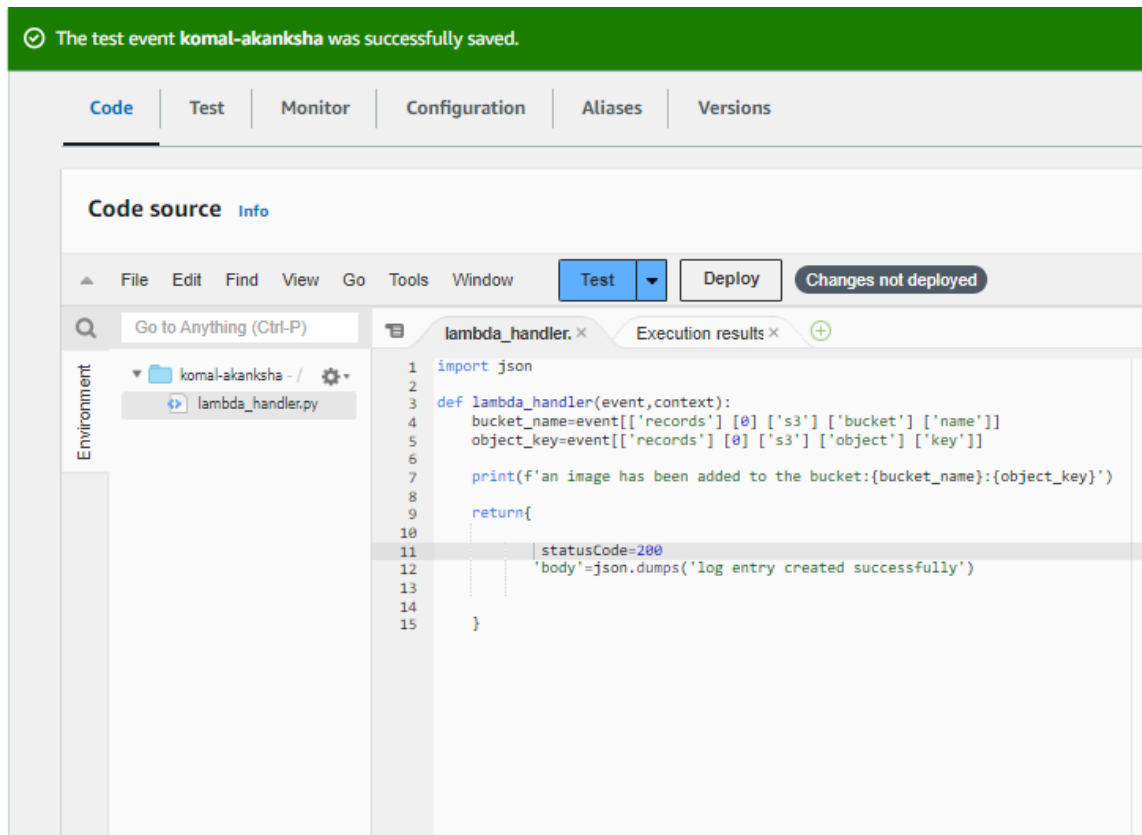 The test event komal-akanksha was successfully saved.
Code Test Monitor Configuration Aliases Versions
Code source Info
File Edit Find View Go Tools Window Test Deploy Changes not deployed
Go to Anything (Ctrl-P)
lambda_handler. Execution results
Environment
komal-akanksha - /
lambda_handler.py
1 import json
2
3 def lambda_handler(event,context):
4 bucket_name=event[['records'] [0] ['s3'] ['bucket'] ['name']]
5 object_key=event[['records'] [0] ['s3'] ['object'] ['key']]
6
7 print(f'an image has been added to the bucket:{bucket_name}:{object_key}')
8
9 return{
10
11 statusCode=200
12 'body'=json.dumps('log entry created successfully')
13
14
15 }